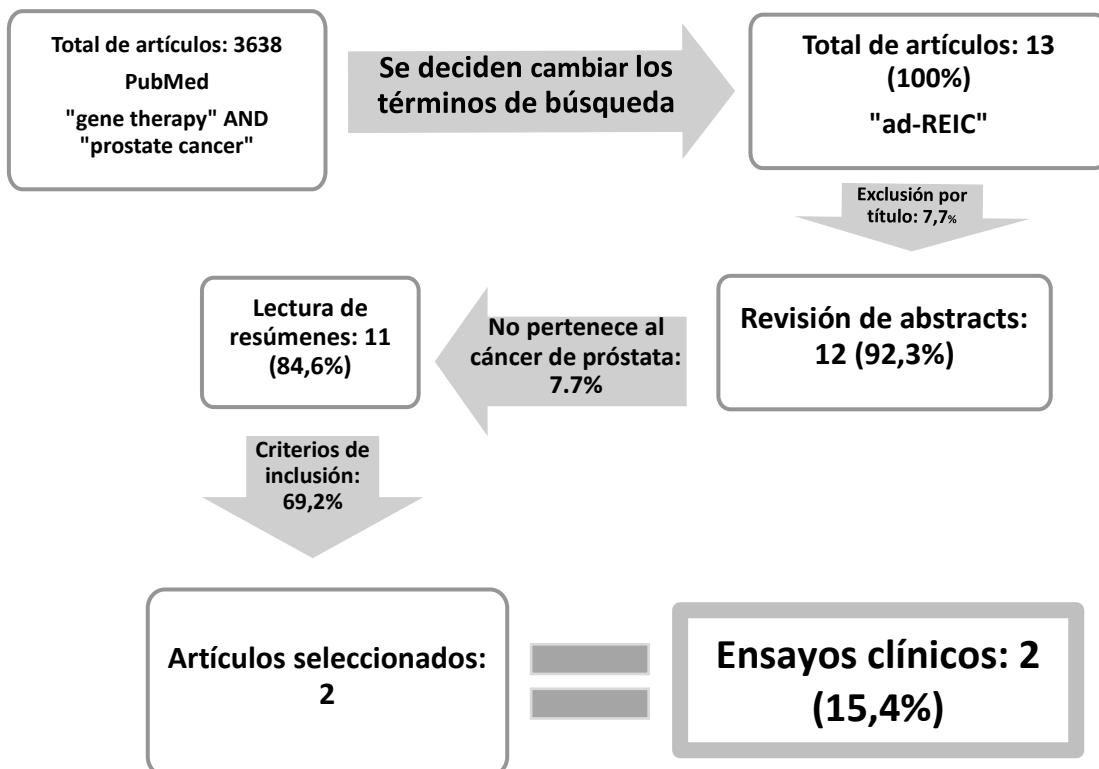 Total de artículos: 3638
PubMed
"gene therapy" AND
"prostate cancer"
Se deciden cambiar los
términos de búsqueda
Total de artículos: 13
(100%)
"ad-REIC"
Exclusión por
título: 7,7%
Revisión de abstracts:
12 (92,3%)
No pertenece al
cáncer de próstata:
7.7%
Lectura de
resúmenes: 11
(84,6%)
Criterios de
inclusión:
69,2%
Artículos seleccionados:
2
Ensayos clínicos: 2
(15,4%)